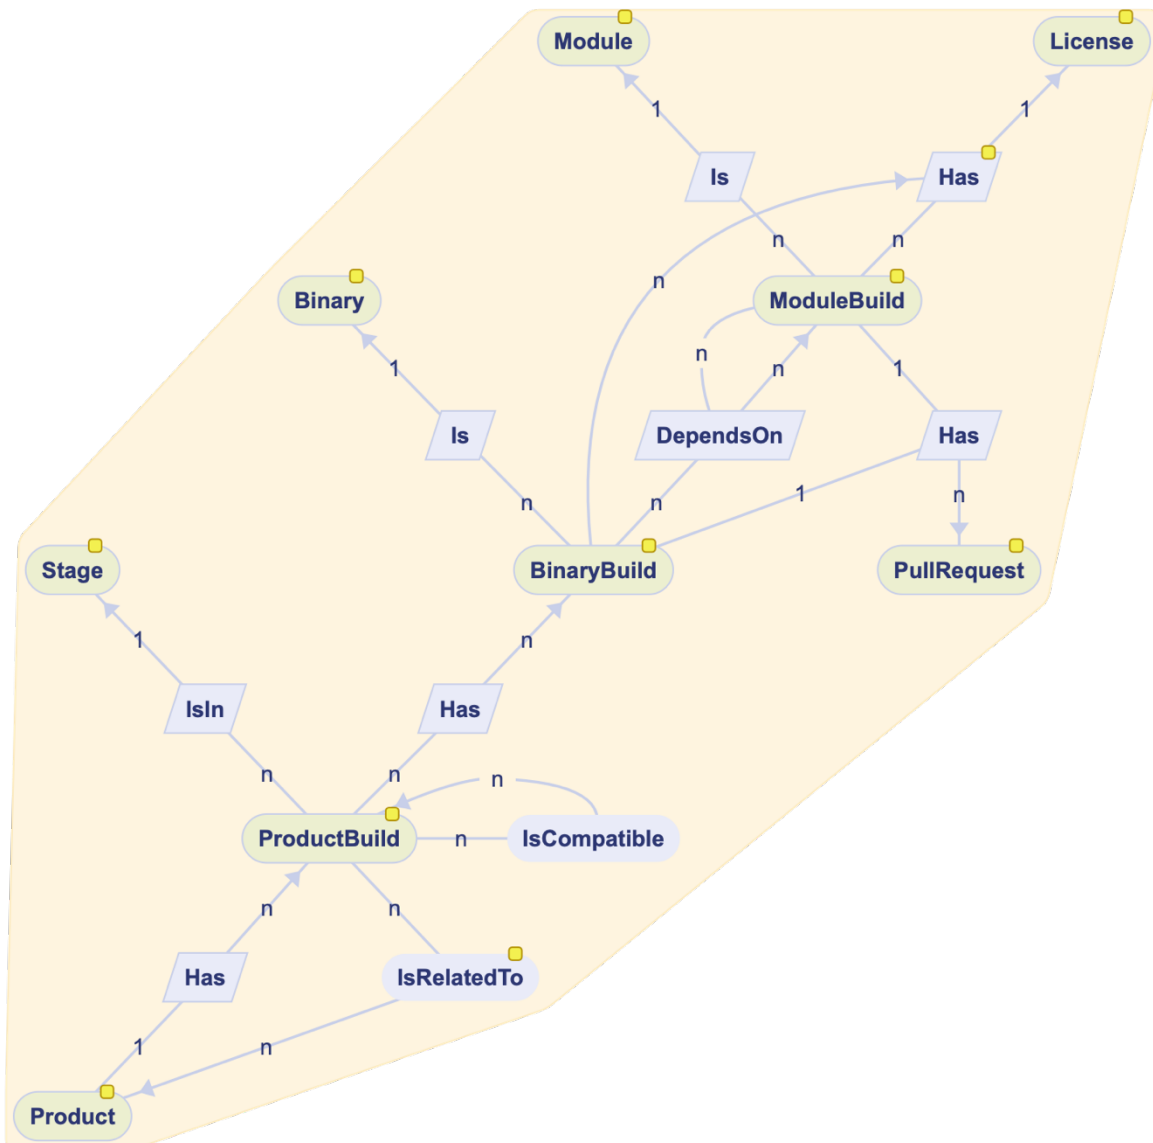 Module
License
1
1
Is
Has
n
n
n
Binary
ModuleBuild
n
n
1
1
Is
DependsOn
Has
n
n
1
n
Stage
BinaryBuild
PullRequest
1
n
IsIn
Has
n
n
n
ProductBuild
n
IsCompatible
n
n
Has
IsRelatedTo
1
n
Product